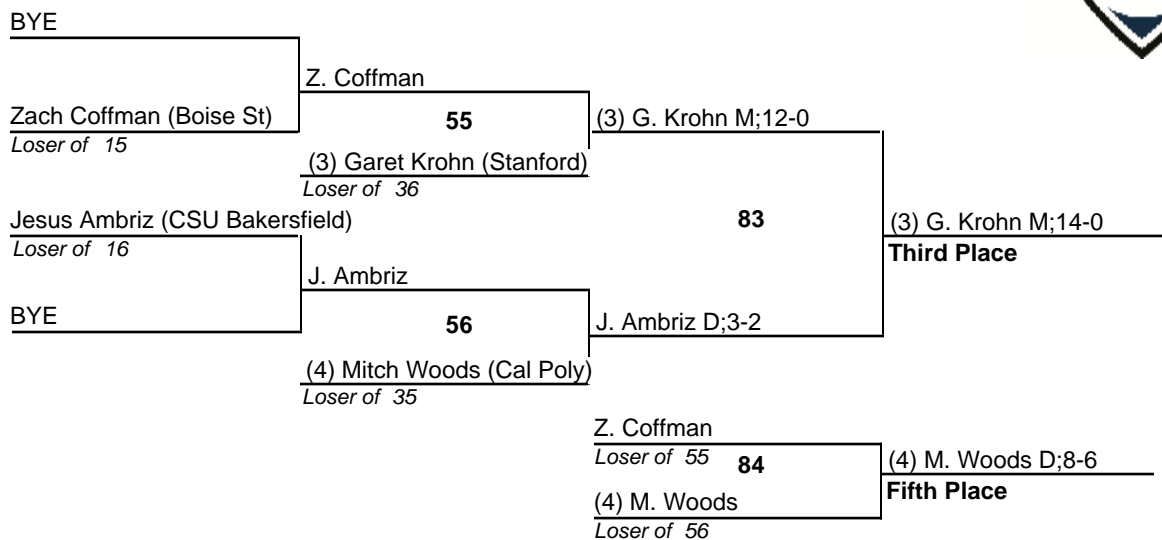 BYE
Z. Coffman
Zach Coffman (Boise St)
55
(3) G. Krohn M;12-0
Loser of 15
(3) Garet Krohn (Stanford)
Loser of 36
Jesus Ambriz (CSU Bakersfield)
83
(3) G. Krohn M;14-0
Loser of 16
Third Place
J. Ambriz
BYE
56
J. Ambriz D;3-2
(4) Mitch Woods (Cal Poly)
Loser of 35
Z. Coffman
Loser of 55
84
(4) M. Woods D;8-6
Fifth Place
(4) M. Woods
Loser of 56